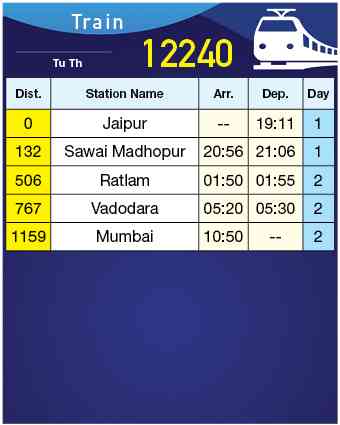 Train
Tu Th
12240
Dist. Station Name Arr. Dep. Day
0 Jaipur -- 19:11 1
132 Sawai Madhopur 20:56 21:06 1
506 Ratlam 01:50 01:55 2
767 Vadodara 05:20 05:30 2
1159 Mumbai 10:50 -- 2